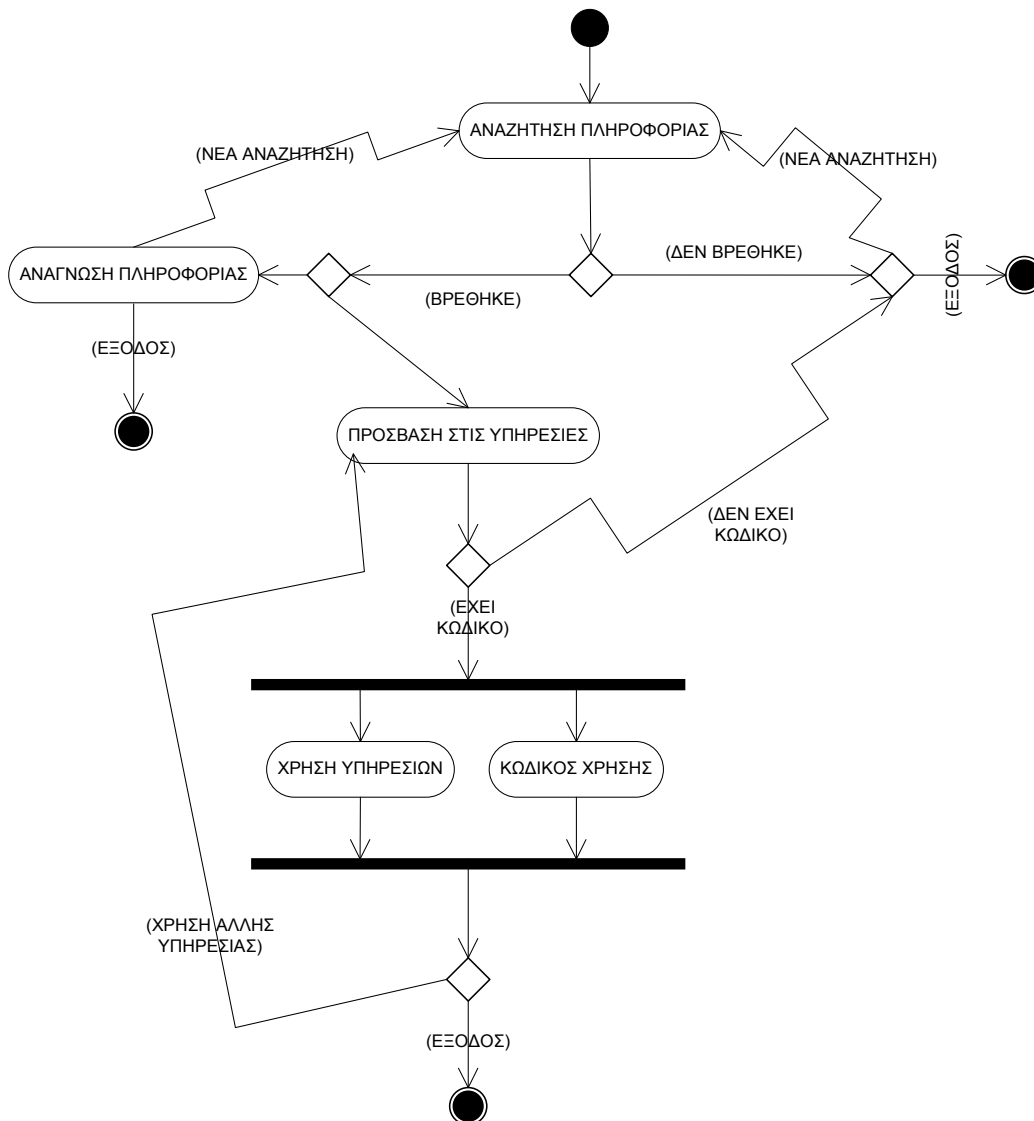 ΑΝΑΖΗΤΗΣΗ ΠΛΗΡΟΦΟΡΙΑΣ
(ΝΕΑ ΑΝΑΖΗΤΗΣΗ)
(ΝΕΑ ΑΝΑΖΗΤΗΣΗ)
(ΔΕΝ ΒΡΕΘΗΚΕ)
ΑΝΑΓΝΩΣΗ ΠΛΗΡΟΦΟΡΙΑΣ
(ΕΞΟΔΟΣ)
(ΒΡΕΘΗΚΕ)
(ΕΞΟΔΟΣ)
ΠΡΟΣΒΑΣΗ ΣΤΙΣ ΥΠΗΡΕΣΙΕΣ
(ΔΕΝ ΕΧΕΙ
ΚΩΔΙΚΟ)
(ΕΧΕΙ
ΚΩΔΙΚΟ)
ΧΡΗΣΗ ΥΠΗΡΕΣΙΩΝ
ΚΩΔΙΚΟΣ ΧΡΗΣΗΣ
(ΧΡΗΣΗ ΑΛΛΗΣ
ΥΠΗΡΕΣΙΑΣ)
(ΕΞΟΔΟΣ)